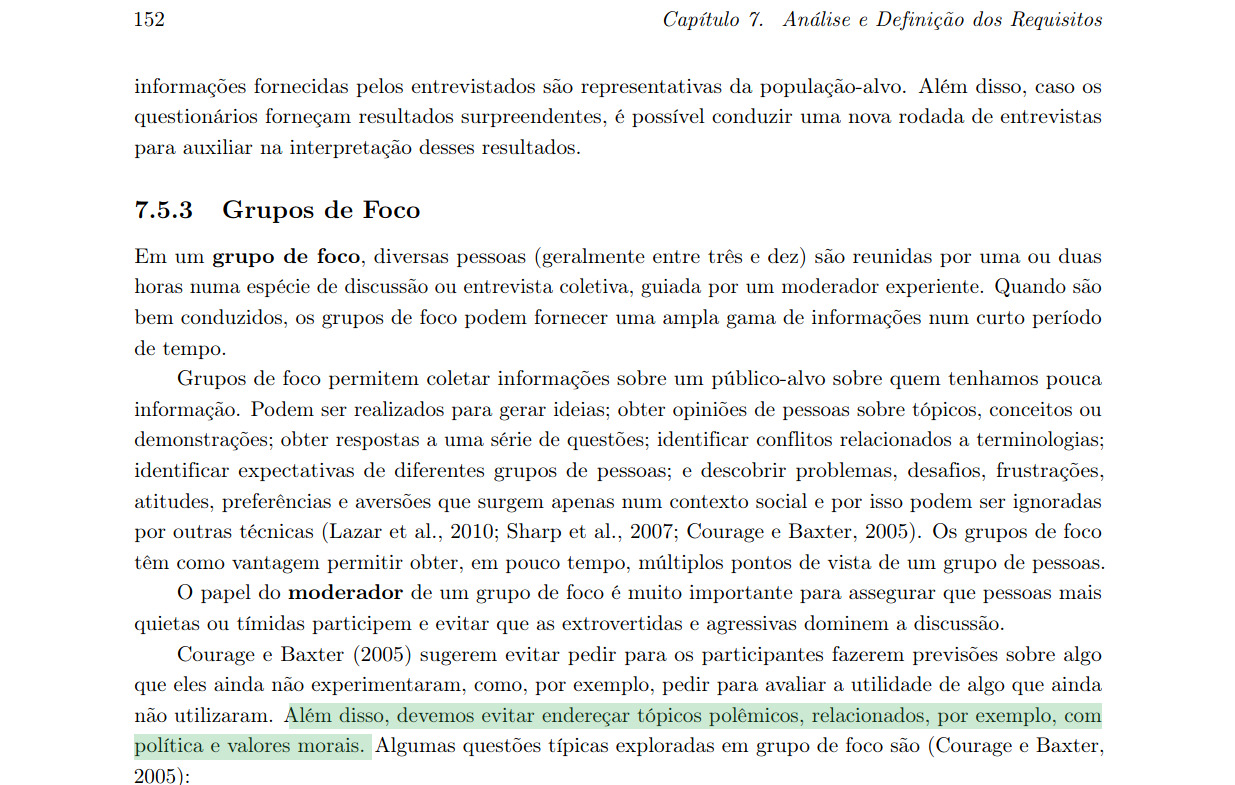 152 Capítulo 7. Análise e Definição dos Requisitos
informações fornecidas pelos entrevistados são representativas da população-alvo. Além disso, caso os
questionários forneçam resultados surpreendentes, é possível conduzir uma nova rodada de entrevistas
para auxiliar na interpretação desses resultados.
7.5.3 Grupos de Foco
Em um grupo de foco, diversas pessoas (geralmente entre três e dez) são reunidas por uma ou duas
horas numa espécie de discussão ou entrevista coletiva, guiada por um moderador experiente. Quando são
bem conduzidos, os grupos de foco podem fornecer uma ampla gama de informações num curto período
de tempo.
Grupos de foco permitem coletar informações sobre um público-alvo sobre quem tenhamos pouca
informação. Podem ser realizados para gerar ideias; obter opiniões de pessoas sobre tópicos, conceitos ou
demonstrações; obter respostas a uma série de questões; identificar conflitos relacionados a terminologias;
identificar expectativas de diferentes grupos de pessoas; e descobrir problemas, desafios, frustrações,
atitudes, preferências e aversões que surgem apenas num contexto social e por isso podem ser ignoradas
por outras técnicas (Lazar et al., 2010; Sharp et al., 2007; Courage e Baxter, 2005). Os grupos de foco
têm como vantagem permitir obter, em pouco tempo, múltiplos pontos de vista de um grupo de pessoas.
O papel do moderador de um grupo de foco é muito importante para assegurar que pessoas mais
quietas ou tímidas participem e evitar que as extrovertidas e agressivas dominem a discussão.
Courage e Baxter (2005) sugerem evitar pedir para os participantes fazerem previsões sobre algo
que eles ainda não experimentaram, como, por exemplo, pedir para avaliar a utilidade de algo que ainda
não utilizaram. Além disso, devemos evitar endereçar tópicos polêmicos, relacionados, por exemplo, com
política e valores morais. Algumas questões típicas exploradas em grupo de foco são (Courage e Baxter,
2005):